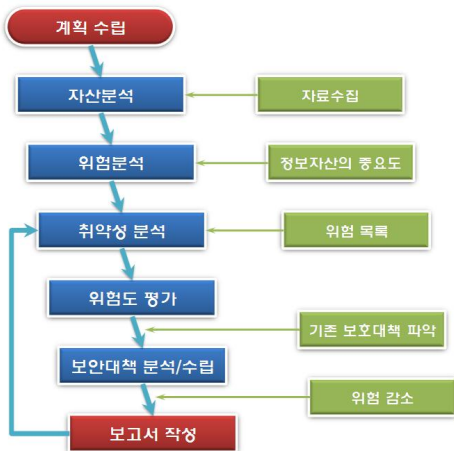 계획 수립
자산분석
자료수집
위험분석
정보자산의 중요도
취약성 분석
위험 목록
위험도 평가
기존 보호대책 파악
보안대책 분석/수립
위험 감소
보고서 작성